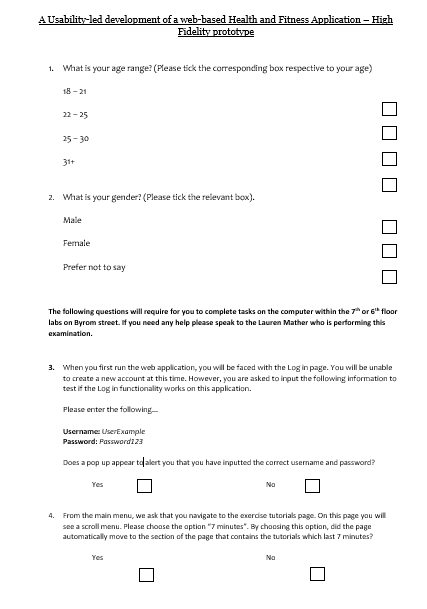 A Usability-led development of a web-based Health and Fitness Application – High
Fidelity prototype
1. What is your age range? (Please tick the corresponding box respective to your age)
18 – 21
22 – 25
25 – 30
31+
2. What is your gender? (Please tick the relevant box).
Male
Female
Prefer not to say
The following questions will require for you to complete tasks on the computer within the 7th or 6th floor
labs on Byrom street. If you need any help please speak to the Lauren Mather who is performing this
examination.
3. When you first run the web application, you will be faced with the Log in page. You will be unable
to create a new account at this time. However, you are asked to input the following information to
test if the Log in functionality works on this application.
Please enter the following...
Username: UserExample
Password: Password123
Does a pop up appear to alert you that you have inputted the correct username and password?
Yes No
4. From the main menu, we ask that you navigate to the exercise tutorials page. On this page you will
see a scroll menu. Please choose the option "7 minutes". By choosing this option, did the page
automatically move to the section of the page that contains the tutorials which last 7 minutes?
Yes No